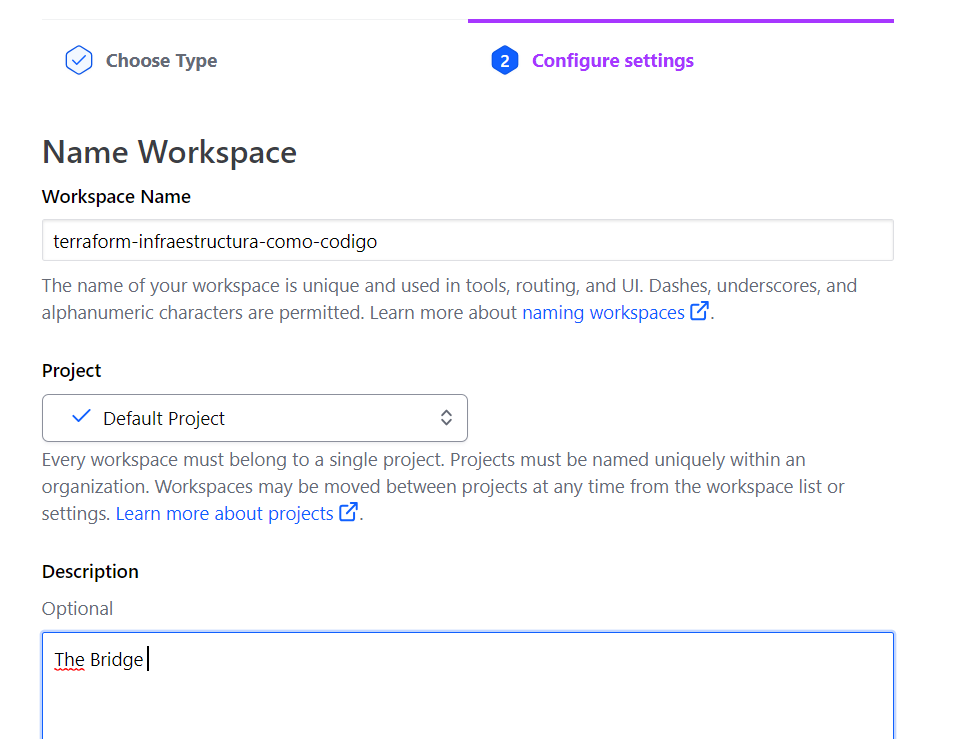 Choose Type
2 Configure settings
Name Workspace
Workspace Name
terraform-infraestructura-como-codigo
The name of your workspace is unique and used in tools, routing, and UI. Dashes, underscores, and
alphanumeric characters are permitted. Learn more about naming workspaces.
Project
Default Project
Every workspace must belong to a single project. Projects must be named uniquely within an
organization. Workspaces may be moved between projects at any time from the workspace list or
settings. Learn more about projects.
Description
Optional
The Bridge